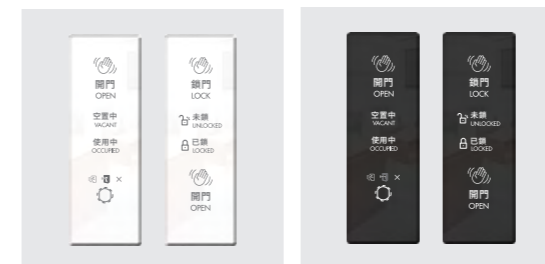 開門
OPEN
空置中
VACANT
使用中
OCCUPIED
鎖門
LOCK
未鎖
UNLOCKED
已鎖
LOCKED
開門
OPEN
開門
OPEN
空置中
VACANT
使用中
OCCUPIED
鎖門
LOCK
未鎖
UNLOCKED
已鎖
LOCKED
開門
OPEN